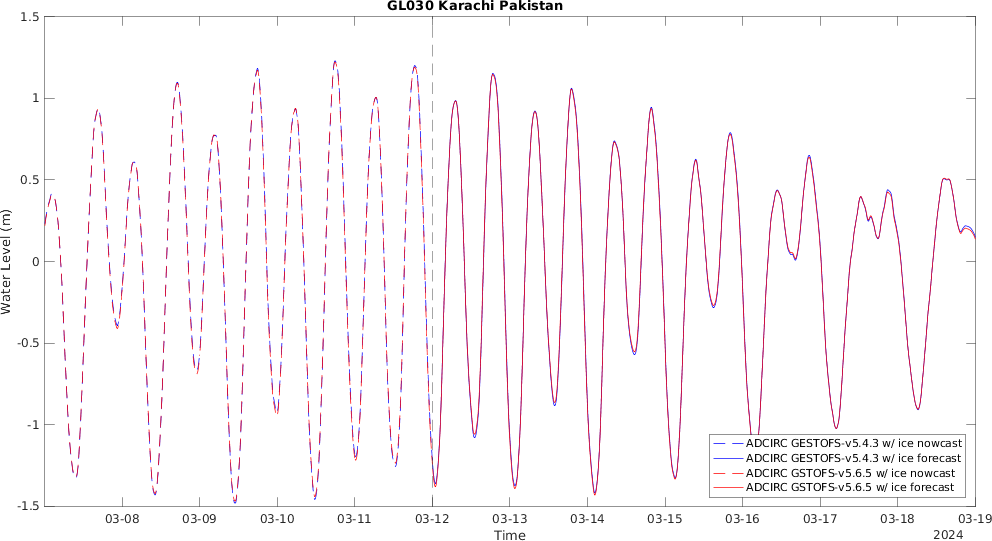 GL030 Karachi Pakistan
1.5
1
0.5
0
-0.5
-1
-1.5
Water Level (m)
03-08
03-09
03-10
03-11
03-12
03-13
03-14
03-15
03-16
03-17
03-18
03-19
Time
2024
ADCIRC GESTOFS-v5.4.3 w/ ice nowcast
ADCIRC GESTOFS-v5.4.3 w/ ice forecast
ADCIRC GSTOFS-v5.6.5 w/ ice nowcast
ADCIRC GSTOFS-v5.6.5 w/ ice forecast